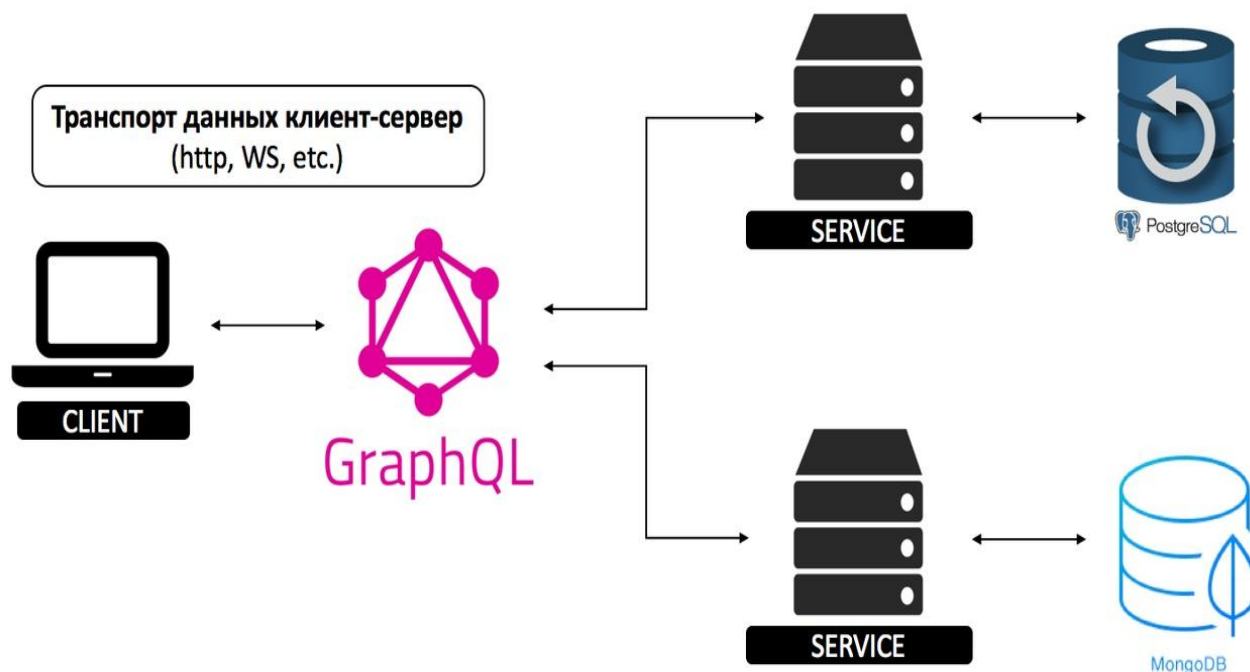 Транспорт данных клиент-сервер
(http, WS, etc.)
CLIENT
GraphQL
SERVICE
PostgreSQL
SERVICE
MongoDB